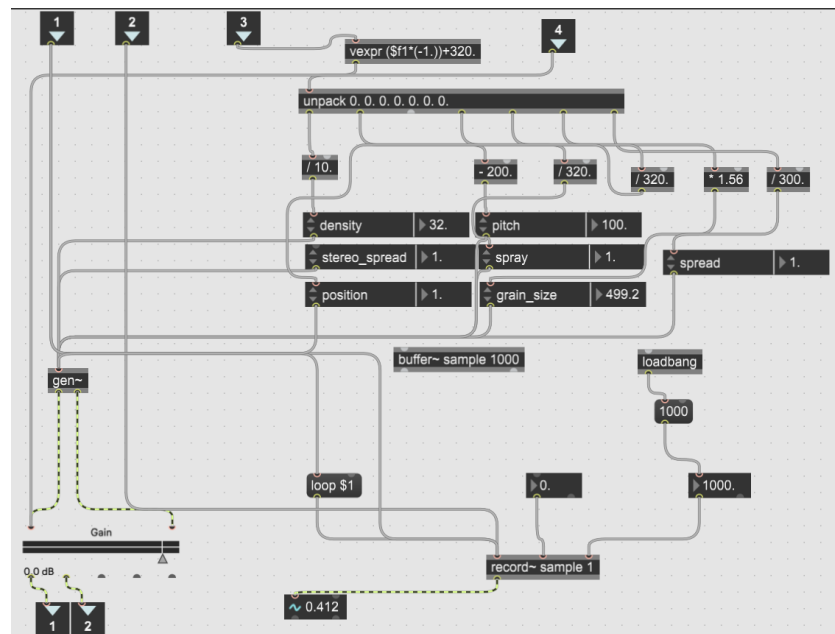 1
2
3
4
vexpr ($f1*(-1.))+320.
unpack 0. 0. 0. 0. 0. 0. 0.
/ 10.
- 200.
/ 320.
/ 320.
* 1.56
/ 300.
density
32.
pitch
100.
stereo_spread
1.
spray
1.
spread
1.
position
1.
grain_size
499.2
buffer~ sample 1000
loadbang
gen~
1000
loop $1
0.
1000.
Gain
record~ sample 1
0.0 dB
0.412
1
2